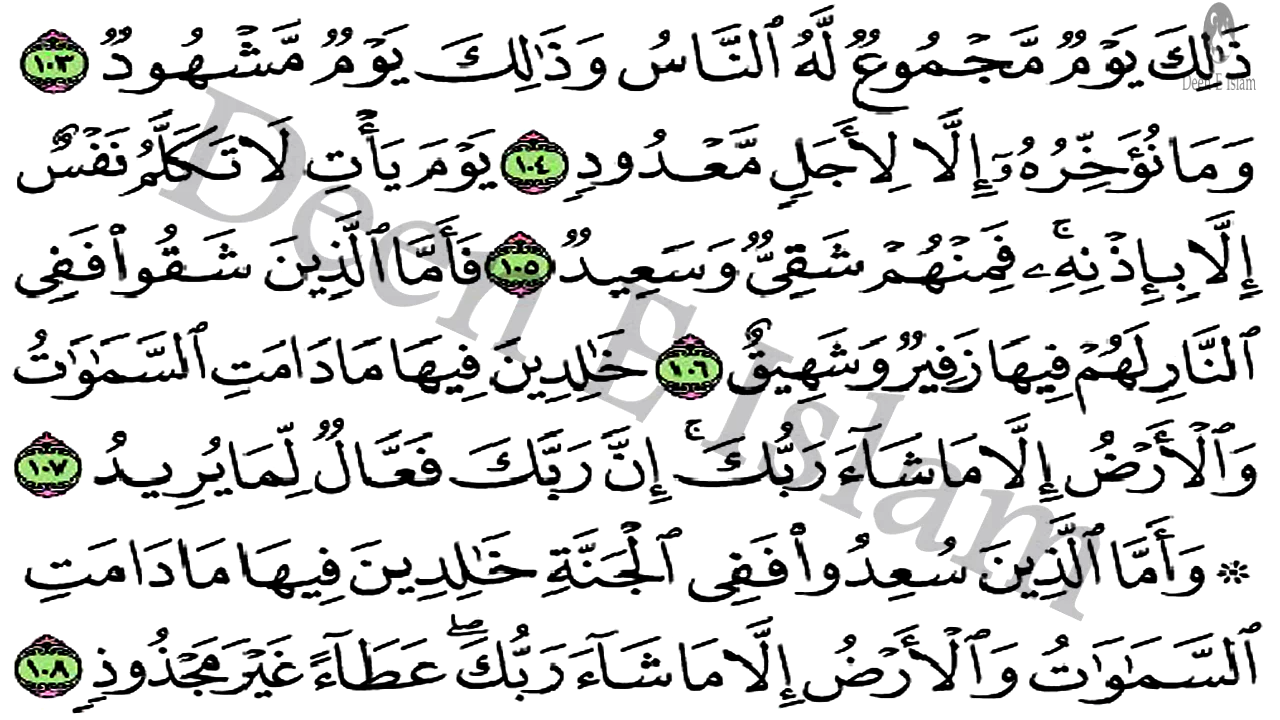 ذَٰلِكَ يَوْمٌ مَّجْمُوعٌ لَّهُ ٱلنَّاسُ وَذَٰلِكَ يَوْمٌ مَّشْهُودٌ ١٠٣
Deen E Islam
وَمَا نُؤَخِّرُهُۥٓ إِلَّا لِأَجَلٍ مَّعْدُودٍ ١٠٤ يَوْمَ يَأْتِ لَا تَكَلَّمُ نَفْسٌ
إِلَّا بِإِذْنِهِۦ ۚ فَمِنْهُمْ شَقِىٌّ وَسَعِيدٌ ١٠٥ فَأَمَّا ٱلَّذِينَ شَقُوا۟ فَفِى
ٱلنَّارِ لَهُمْ فِيهَا زَفِيرٌ وَشَهِيقٌ ١٠٦ خَٰلِدِينَ فِيهَا مَا دَامَتِ ٱلسَّمَٰوَٰتُ
وَٱلْأَرْضُ إِلَّا مَا شَآءَ رَبُّكَ ۚ إِنَّ رَبَّكَ فَعَّالٌ لِّمَا يُرِيدُ ١٠٧
۞ وَأَمَّا ٱلَّذِينَ سُعِدُوا۟ فَفِى ٱلْجَنَّةِ خَٰلِدِينَ فِيهَا مَا دَامَتِ
ٱلسَّمَٰوَٰتُ وَٱلْأَرْضُ إِلَّا مَا شَآءَ رَبُّكَ ۖ عَطَآءً غَيْرَ مَجْذُوذٍ ١٠٨
Deen E Islam